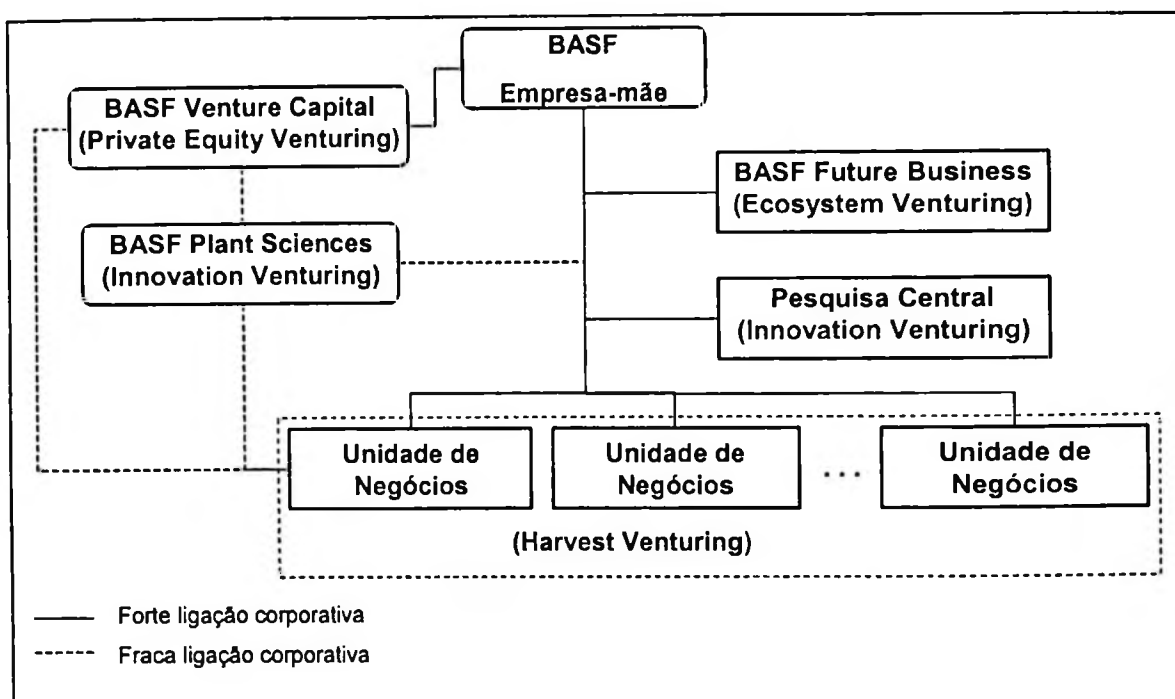 BASF
Empresa-mãe
BASF Venture Capital
(Private Equity Venturing)
BASF Future Business
(Ecosystem Venturing)
BASF Plant Sciences
(Innovation Venturing)
Pesquisa Central
(Innovation Venturing)
Unidade de
Negócios
Unidade de
Negócios
...
Unidade de
Negócios
(Harvest Venturing)
Forte ligação corporativa
Fraca ligação corporativa